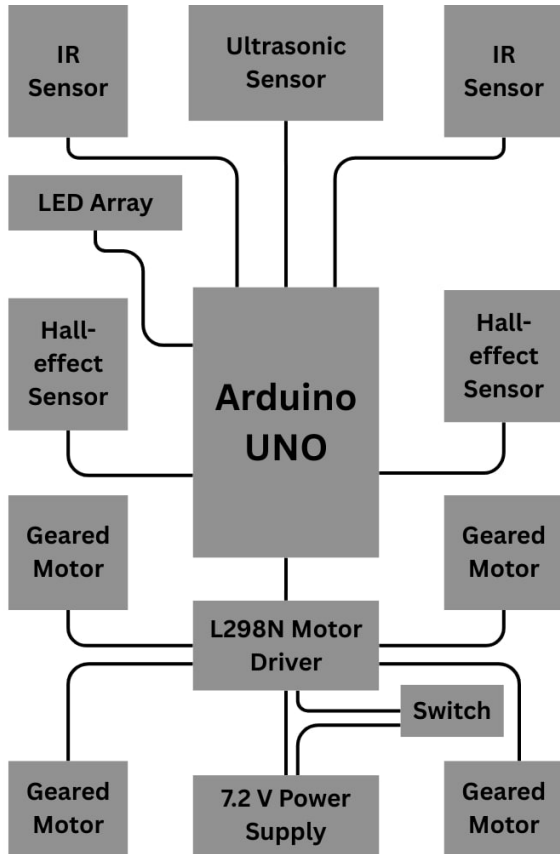 IR
Sensor
Ultrasonic
Sensor
IR
Sensor
LED Array
Hall-
effect
Sensor
Arduino
UNO
Hall-
effect
Sensor
Geared
Motor
Geared
Motor
L298N Motor
Driver
Switch
Geared
Motor
7.2 V Power
Supply
Geared
Motor